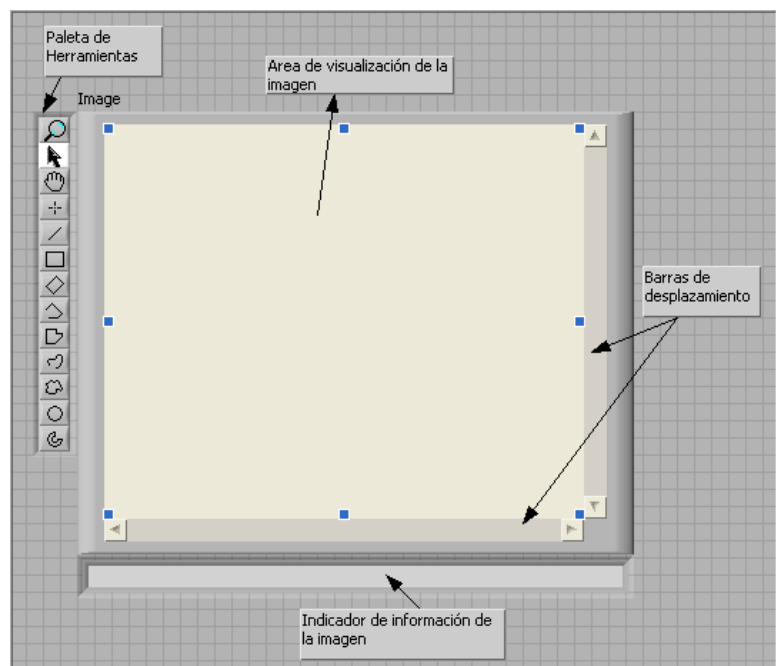 Paleta de
Herramientas
Area de visualización de la
imagen
Image
Barras de
desplazamiento
Indicador de información de
la imagen